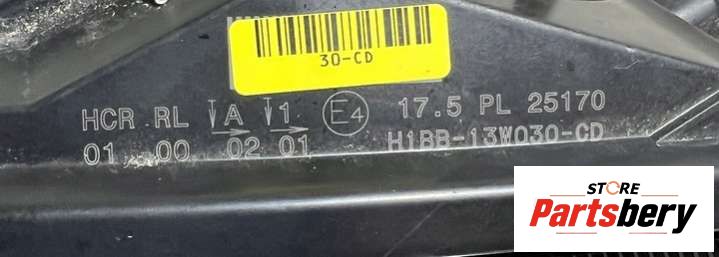 30-CD
HCR RL A 1 E4 17.5 PL 25170
01 00 02 01 H1BB-13W030-CD
STORE
Partsbery